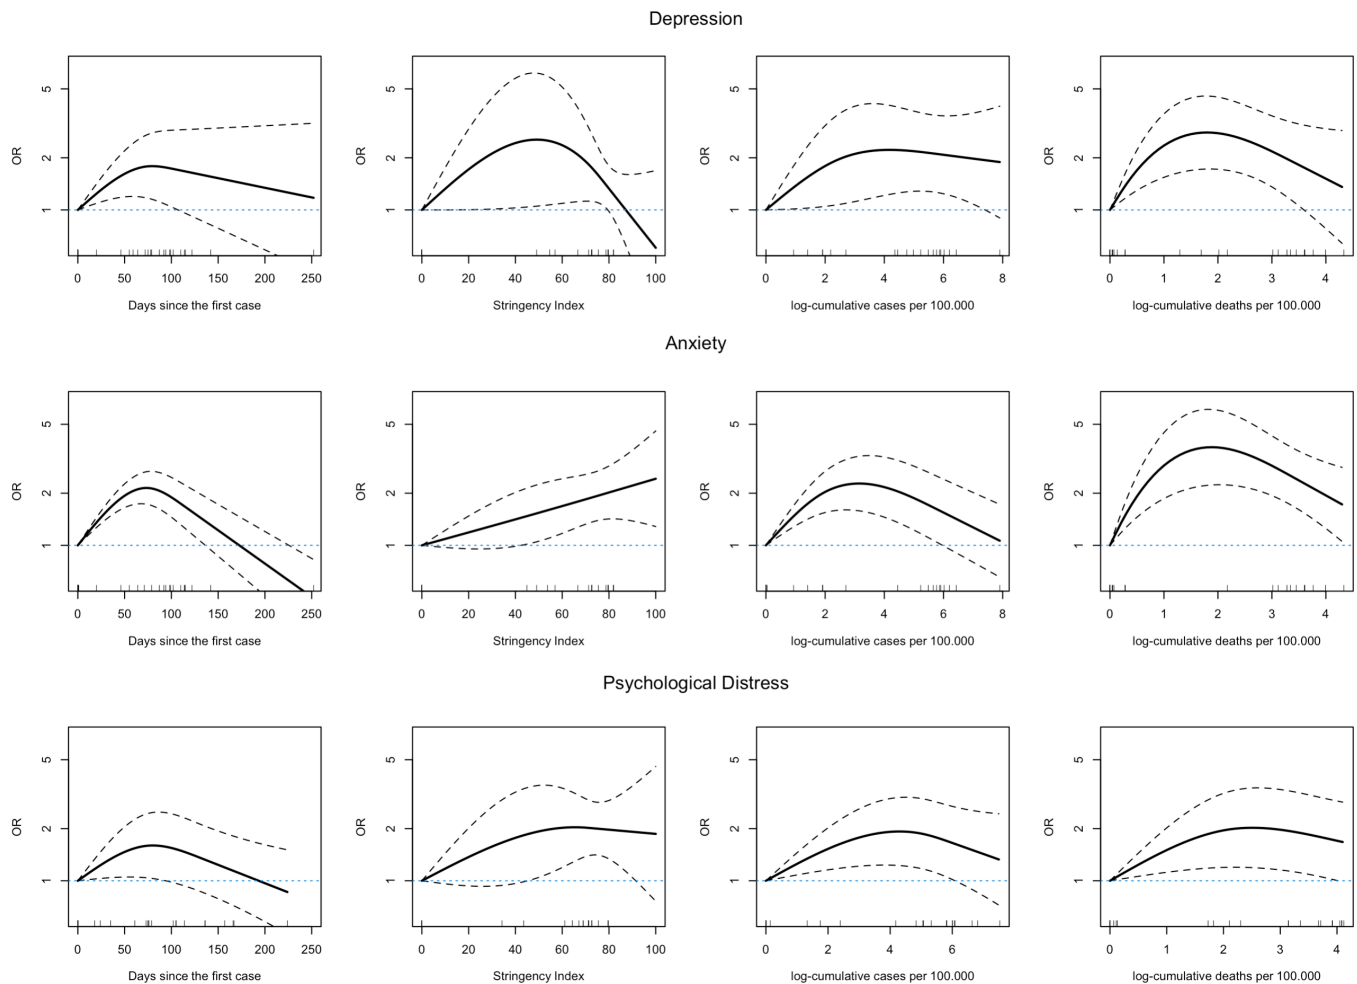 Depression
OR
5
2
1
0 50 100 150 200 250
Days since the first case
OR
5
2
1
0 20 40 60 80 100
Stringency Index
OR
5
2
1
0 2 4 6 8
log-cumulative cases per 100.000
OR
5
2
1
0 1 2 3 4
log-cumulative deaths per 100.000
Anxiety
OR
5
2
1
0 50 100 150 200 250
Days since the first case
OR
5
2
1
0 20 40 60 80 100
Stringency Index
OR
5
2
1
0 2 4 6 8
log-cumulative cases per 100.000
OR
5
2
1
0 1 2 3 4
log-cumulative deaths per 100.000
Psychological Distress
OR
5
2
1
0 50 100 150 200 250
Days since the first case
OR
5
2
1
0 20 40 60 80 100
Stringency Index
OR
5
2
1
0 2 4 6
log-cumulative cases per 100.000
OR
5
2
1
0 1 2 3 4
log-cumulative deaths per 100.000